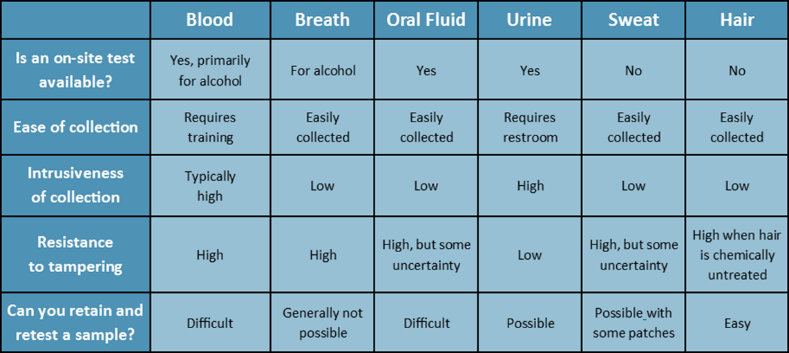 Blood Breath Oral Fluid Urine Sweat Hair
Is an on-site test
available?
Yes, primarily
for alcohol
For alcohol
Yes
Yes
No
No
Ease of collection
Requires
training
Easily
collected
Easily
collected
Requires
restroom
Easily
collected
Easily
collected
Intrusiveness
of collection
Typically
high
Low
Low
High
Low
Low
Resistance
to tampering
High
High
High, but some
uncertainty
Low
High, but some
uncertainty
High when hair
is chemically
untreated
Can you retain and
retest a sample?
Difficult
Generally not
possible
Difficult
Possible
Possible with
some patches
Easy